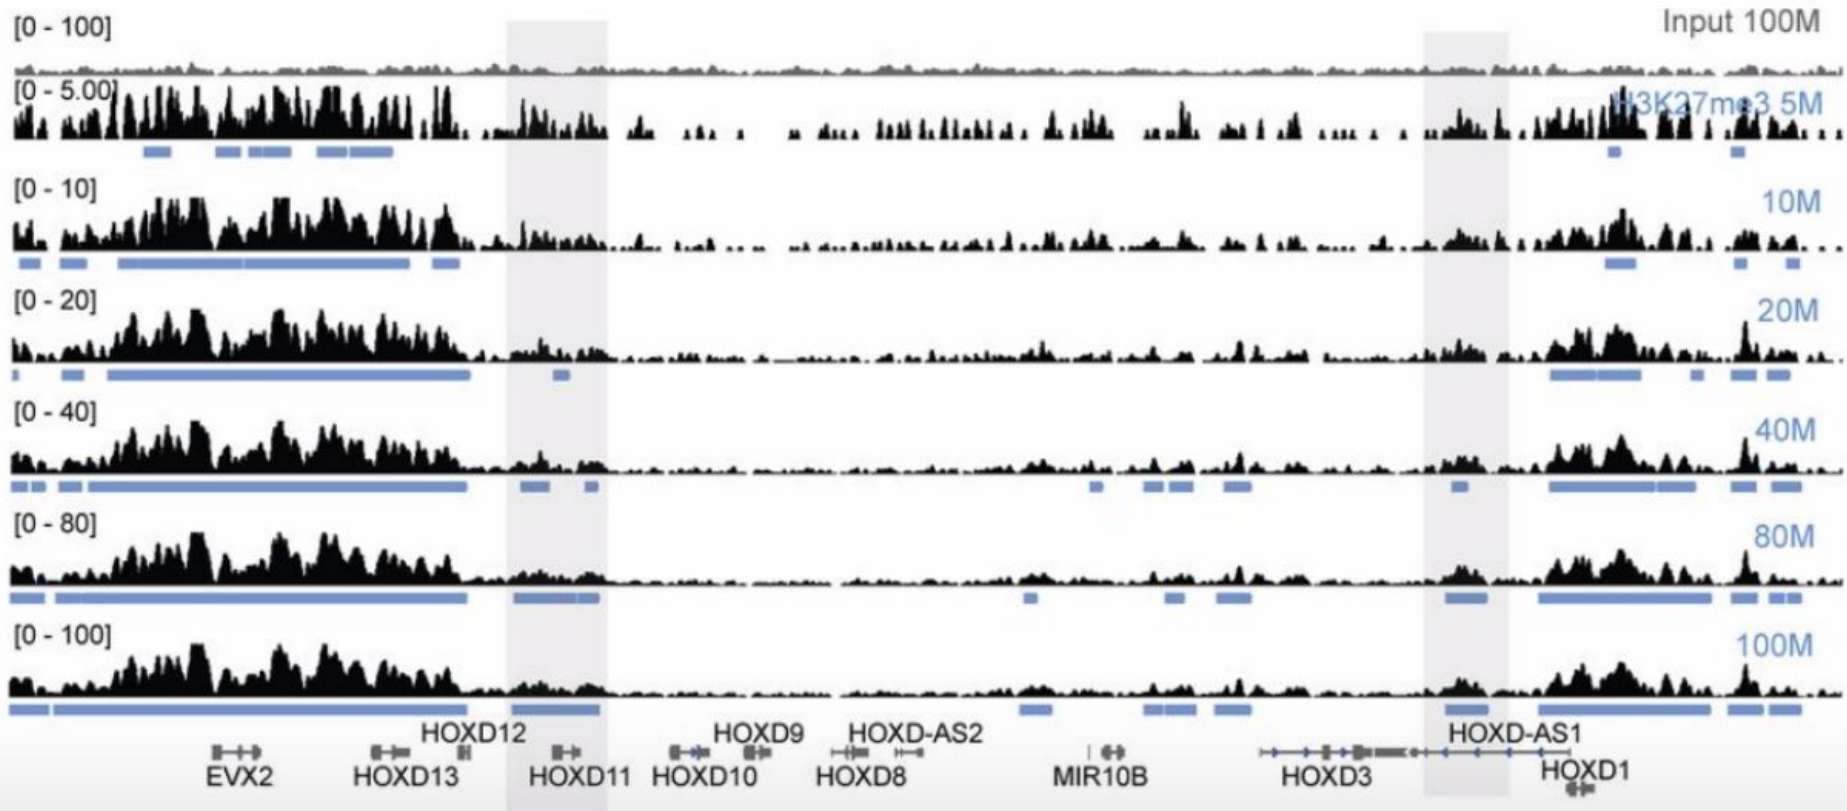 [0 - 100]
Input 100M
[0 - 5.00]
H3K27me3 5M
[0 - 10]
10M
[0 - 20]
20M
[0 - 40]
40M
[0 - 80]
80M
[0 - 100]
100M
HOXD12 HOXD9 HOXD-AS2 HOXD-AS1
EVX2 HOXD13 HOXD11 HOXD10 HOXD8 MIR10B HOXD3 HOXD1